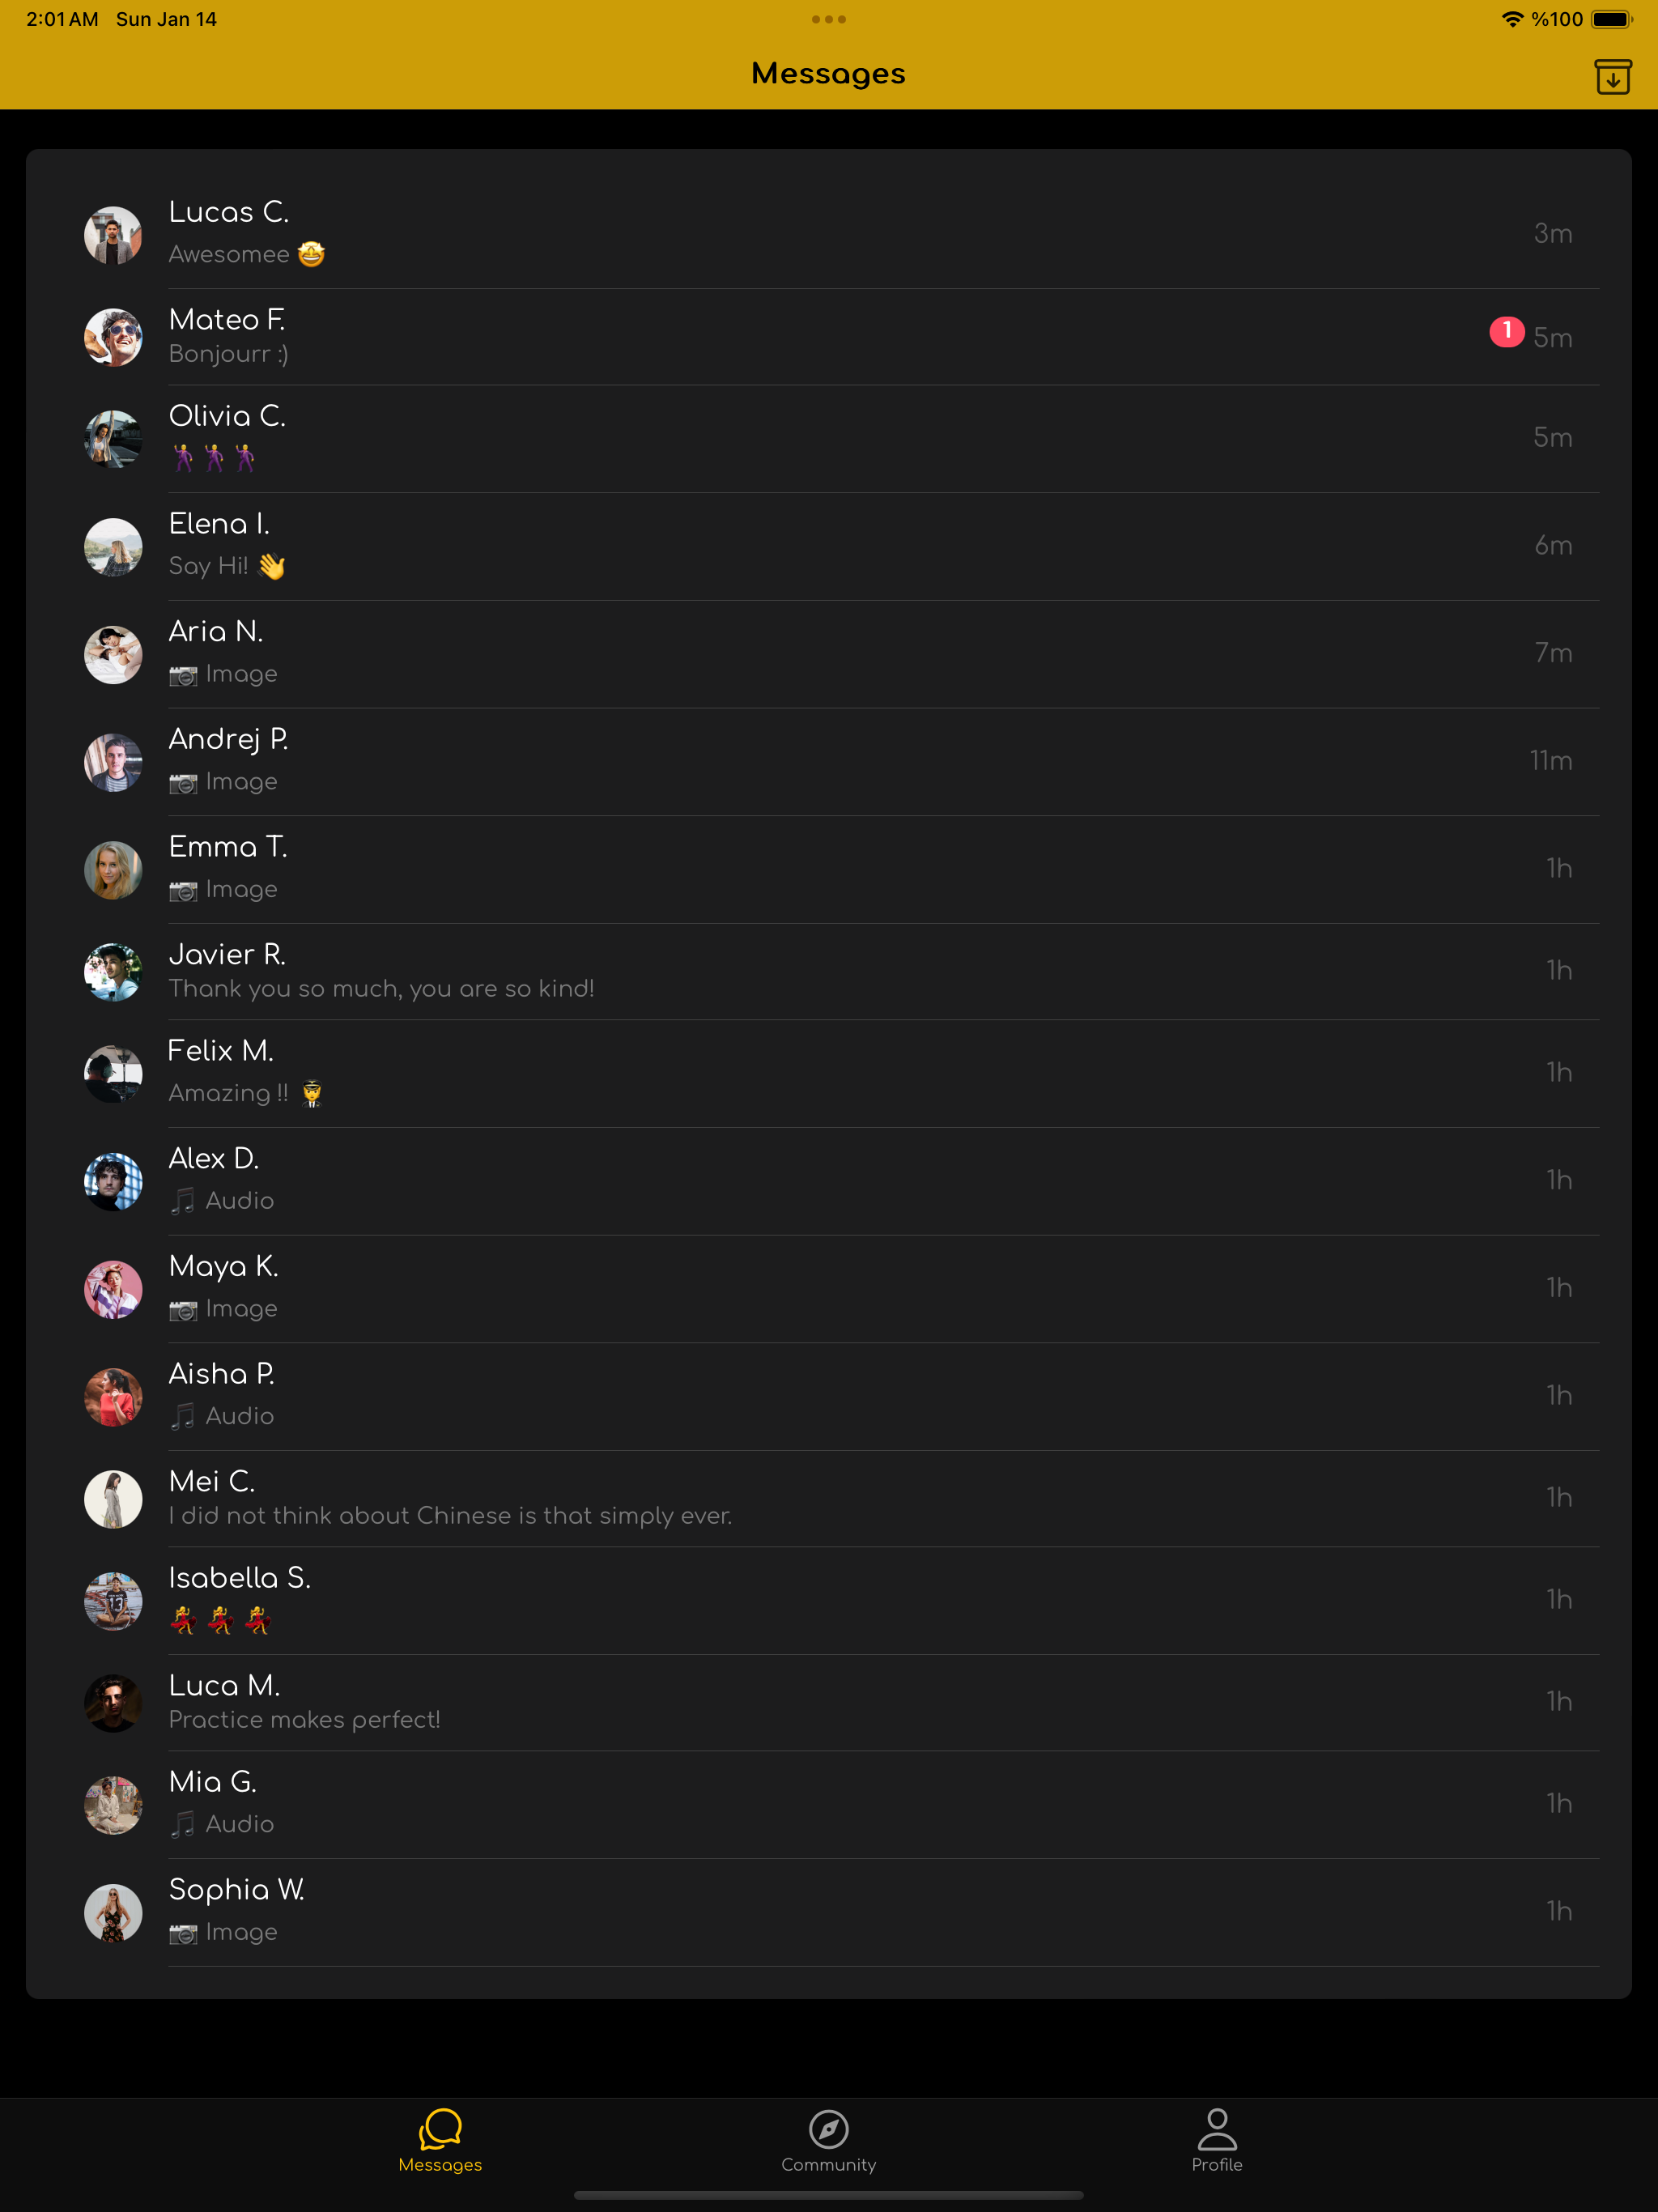 2:01 AM Sun Jan 14 %100
Messages
Lucas C.
Awesomee 🤩
3m
Mateo F.
Bonjourr :)
1 5m
Olivia C.
🕺🕺🕺
5m
Elena I.
Say Hi! 👋
6m
Aria N.
📷 Image
7m
Andrej P.
📷 Image
11m
Emma T.
📷 Image
1h
Javier R.
Thank you so much, you are so kind!
1h
Felix M.
Amazing !! 👨‍✈️
1h
Alex D.
🎵 Audio
1h
Maya K.
📷 Image
1h
Aisha P.
🎵 Audio
1h
Mei C.
I did not think about Chinese is that simply ever.
1h
Isabella S.
💃💃💃
1h
Luca M.
Practice makes perfect!
1h
Mia G.
🎵 Audio
1h
Sophia W.
📷 Image
1h
Messages
Community
Profile